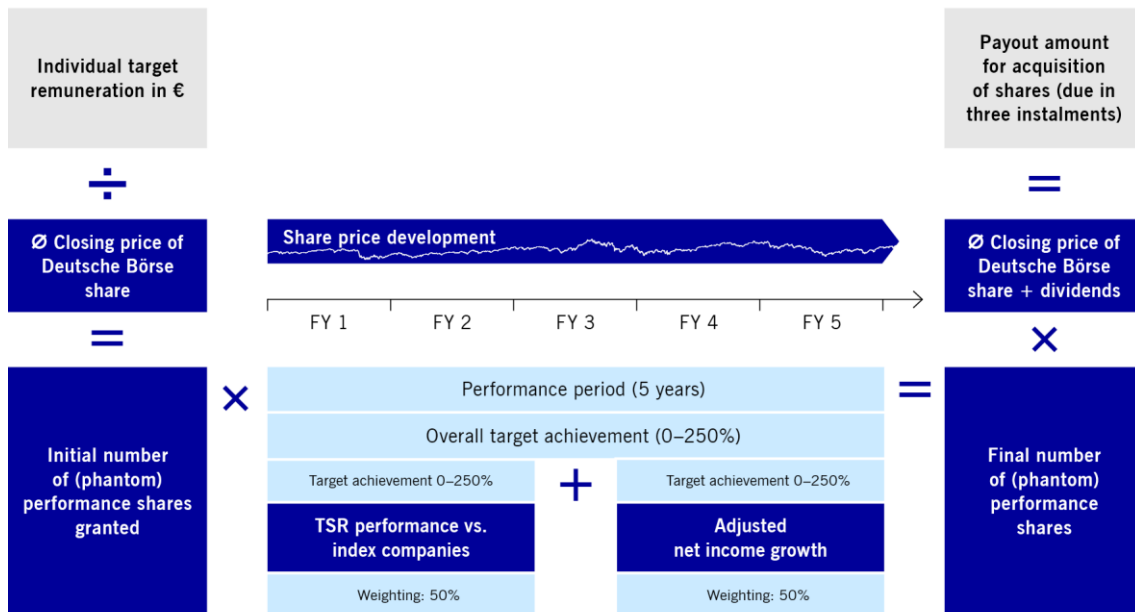 Individual target
remuneration in €
÷
Ø Closing price of
Deutsche Börse
share
=
Initial number
of (phantom)
performance shares
granted
×
Share price development
FY 1
FY 2
FY 3
FY 4
FY 5
Performance period (5 years)
Overall target achievement (0–250%)
Target achievement 0–250%
TSR performance vs.
index companies
Weighting: 50%
+
Target achievement 0–250%
Adjusted
net income growth
Weighting: 50%
=
Payout amount
for acquisition
of shares (due in
three instalments)
=
Ø Closing price of
Deutsche Börse
share + dividends
×
Final number
of (phantom)
performance
shares